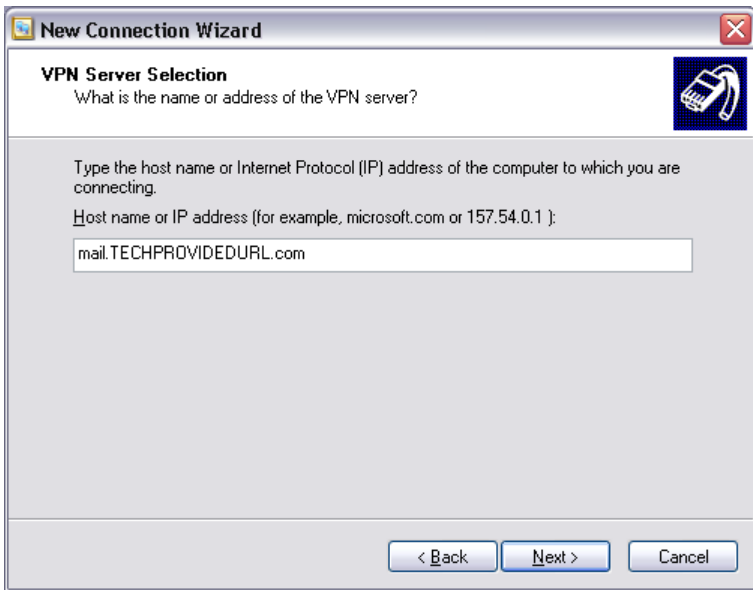 New Connection Wizard
VPN Server Selection
What is the name or address of the VPN server?
Type the host name or Internet Protocol (IP) address of the computer to which you are
connecting.
Host name or IP address (for example, microsoft.com or 157.54.0.1 ):
mail.TECHPROVIDEDURL.com
< Back Next > Cancel